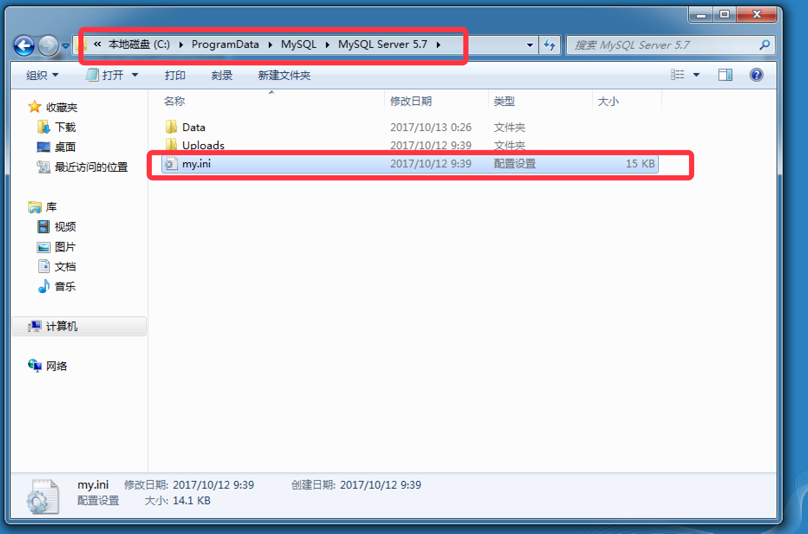 « 本地磁盘 (C:) ▸ ProgramData ▸ MySQL ▸ MySQL Server 5.7 ▸ 搜索 MySQL Server 5.7
组织 打开 打印 刻录 新建文件夹
名称 修改日期 类型 大小
收藏夹
下载
桌面
最近访问的位置
库
视频
图片
文档
音乐
计算机
网络
Data 2017/10/13 0:26 文件夹
Uploads 2017/10/12 9:39 文件夹
my.ini 2017/10/12 9:39 配置设置 15 KB
my.ini 修改日期: 2017/10/12 9:39 创建日期: 2017/10/12 9:39
配置设置 大小: 14.1 KB